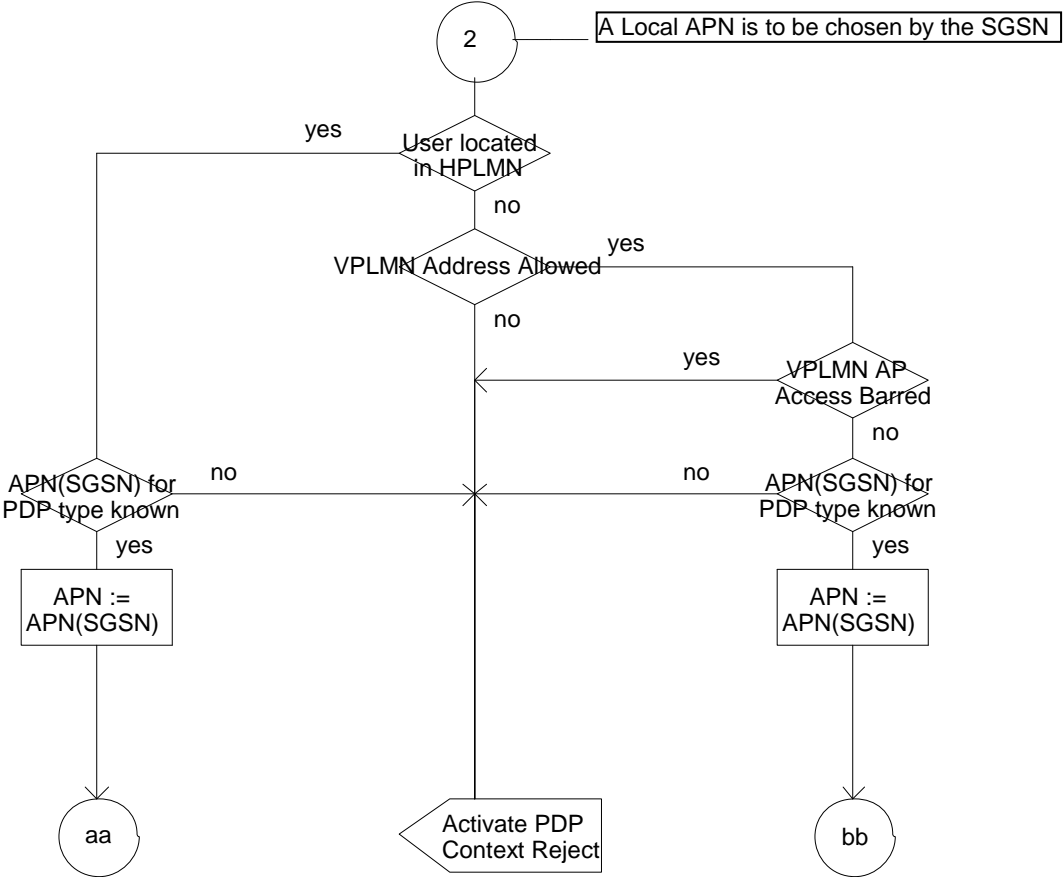 2
A Local APN is to be chosen by the SGSN
yes
User located
in HPLMN
no
VPLMN Address Allowed
yes
no
yes
VPLMN AP
Access Barred
no
APN(SGSN) for
PDP type known
no
no
APN(SGSN) for
PDP type known
yes
yes
APN :=
APN(SGSN)
APN :=
APN(SGSN)
aa
Activate PDP
Context Reject
bb